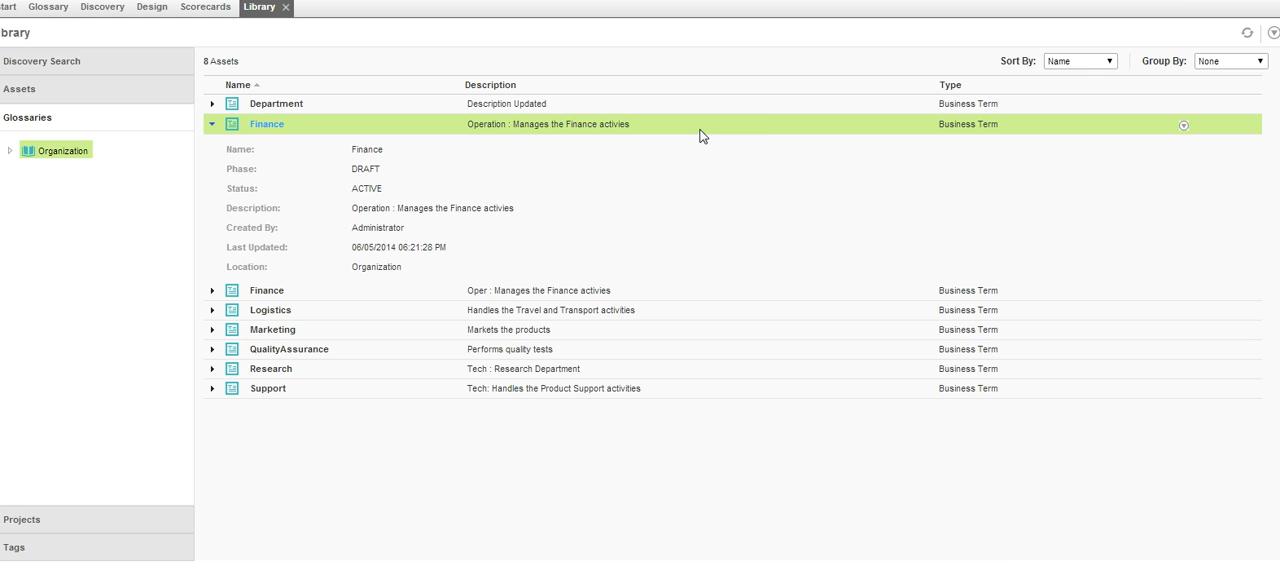 tart Glossary Discovery Design Scorecards Library
brary
Discovery Search
Assets
Glossaries
Organization
Projects
Tags
8 Assets Sort By: Name Group By: None
Name Description Type
Department Description Updated Business Term
Finance Operation : Manages the Finance activies Business Term
Name: Finance
Phase: DRAFT
Status: ACTIVE
Description: Operation : Manages the Finance activies
Created By: Administrator
Last Updated: 06/05/2014 06:21:28 PM
Location: Organization
Finance Oper : Manages the Finance activies Business Term
Logistics Handles the Travel and Transport activities Business Term
Marketing Markets the products Business Term
QualityAssurance Performs quality tests Business Term
Research Tech : Research Department Business Term
Support Tech: Handles the Product Support activities Business Term